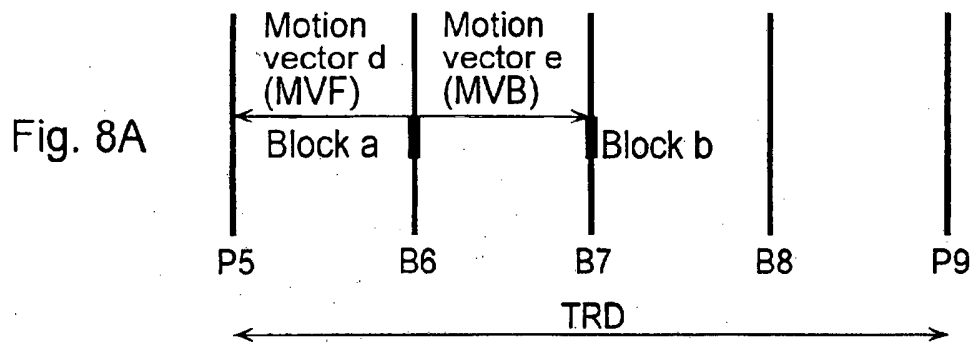 Motion vector d (MVF)
Motion vector e (MVB)
Fig. 8A
Block a
Block b
P5
B6
B7
B8
P9
TRD